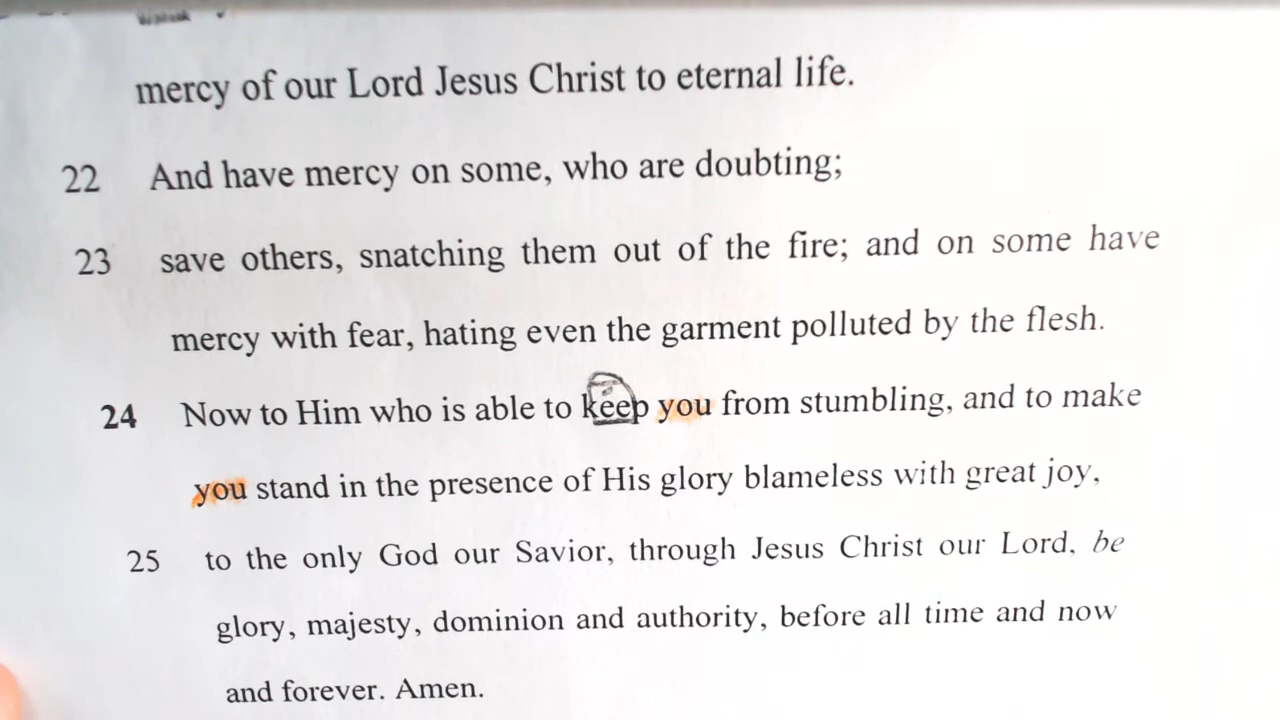 mercy of our Lord Jesus Christ to eternal life.
22 And have mercy on some, who are doubting;
23 save others, snatching them out of the fire; and on some have
mercy with fear, hating even the garment polluted by the flesh.
24 Now to Him who is able to keep you from stumbling, and to make
you stand in the presence of His glory blameless with great joy,
25 to the only God our Savior, through Jesus Christ our Lord, be
glory, majesty, dominion and authority, before all time and now
and forever. Amen.